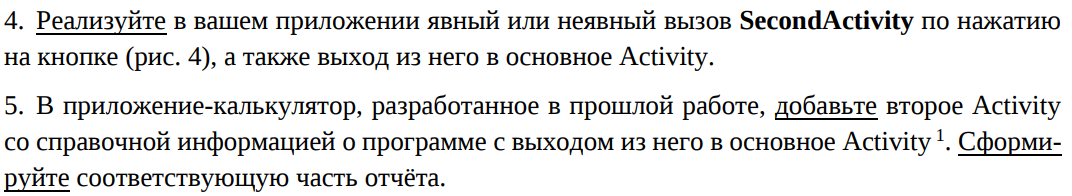 4. Реализуйте в вашем приложении явный или неявный вызов SecondActivity по нажатию
на кнопке (рис. 4), а также выход из него в основное Activity.
5. В приложение-калькулятор, разработанное в прошлой работе, добавьте второе Activity
со справочной информацией о программе с выходом из него в основное Activity 1. Сформи-
руйте соответствующую часть отчёта.